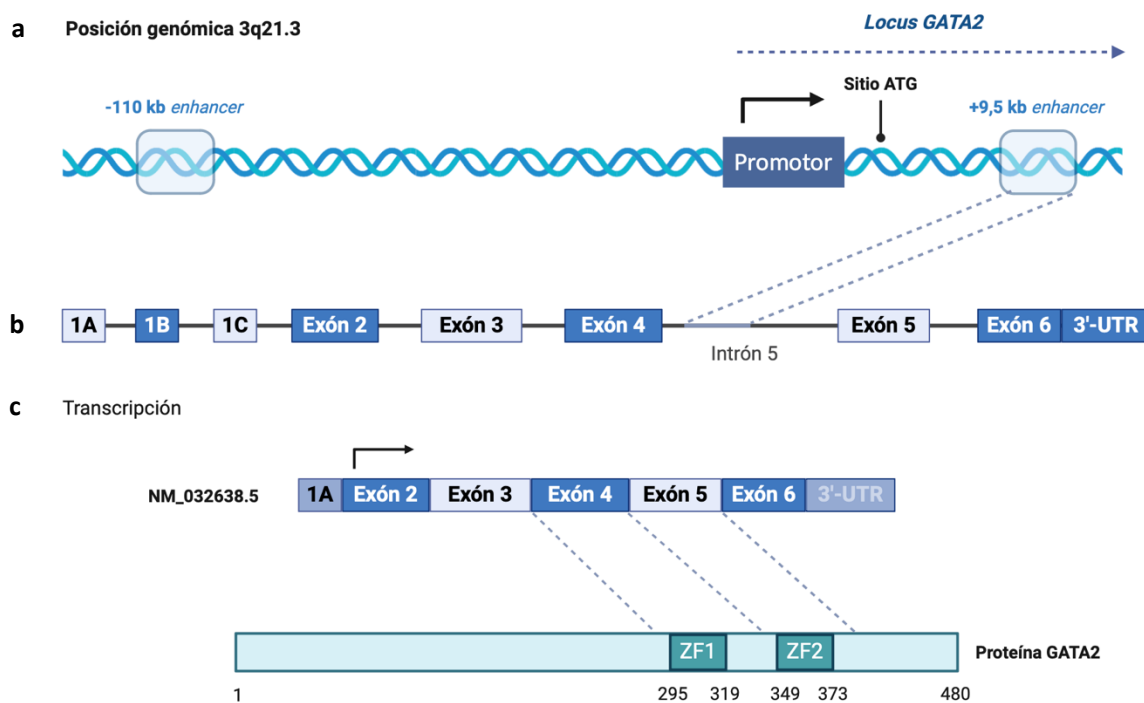 a Posición genómica 3q21.3
Locus GATA2
Sitio ATG
-110 kb enhancer
+9,5 kb enhancer
Promotor
b 1A 1B 1C Exón 2 Exón 3 Exón 4 Exón 5 Exón 6 3'-UTR
Intrón 5
c Transcripción
NM_032638.5 1A Exón 2 Exón 3 Exón 4 Exón 5 Exón 6 3'-UTR
ZF1 ZF2 Proteína GATA2
1 295 319 349 373 480